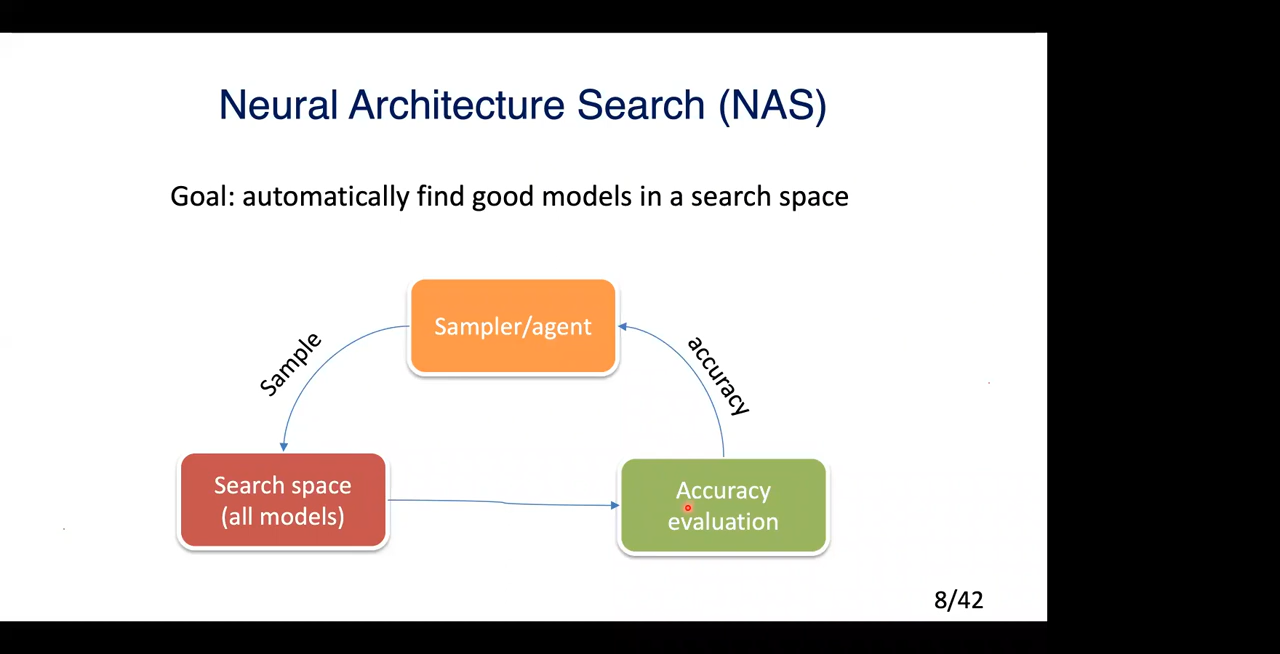 Neural Architecture Search (NAS)
Goal: automatically find good models in a search space
Sampler/agent
Sample
accuracy
Search space
(all models)
Accuracy
evaluation
8/42